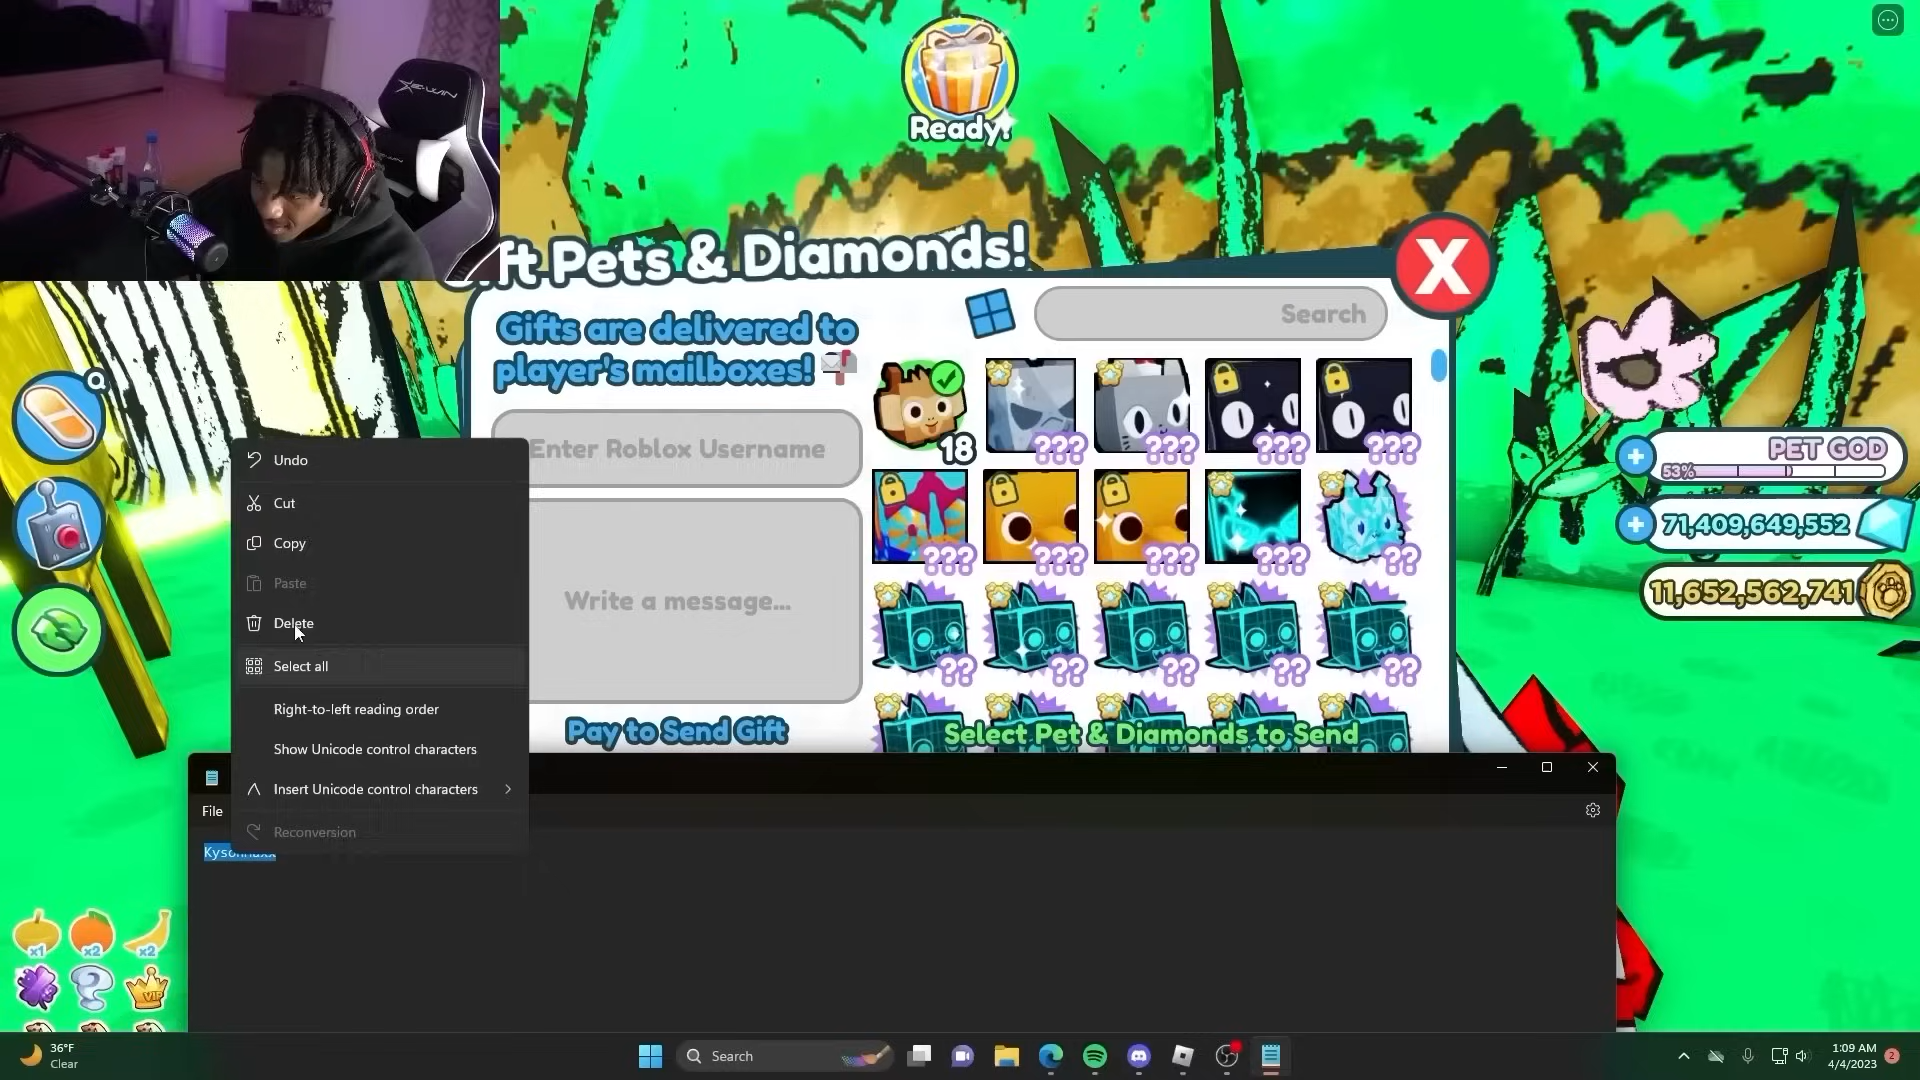 E-WIN
Ready!
ft Pets & Diamonds!
X
Gifts are delivered to
player's mailboxes!
Search
Enter Roblox Username
Write a message...
18
???
???
???
???
???
???
???
???
??
??
??
??
??
??
Pay to Send Gift
Select Pet & Diamonds to Send
PET GOD
53%
71,409,649,552
11,652,562,741
Undo
Cut
Copy
Paste
Delete
Select all
Right-to-left reading order
Show Unicode control characters
Insert Unicode control characters
Reconversion
File
x1
x2
x2
VIP
36°F
Clear
Search
1:09 AM
4/4/2023
2